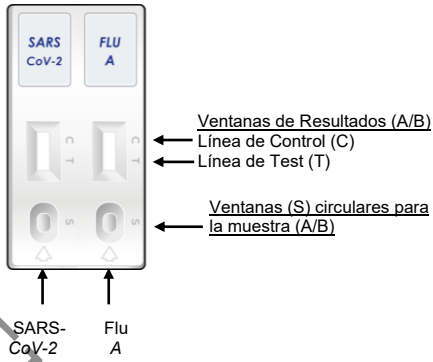 SARS FLU
CoV-2 A
Ventanas de Resultados (A/B)
C C Línea de Control (C)
T T Línea de Test (T)
Ventanas (S) circulares para
S S la muestra (A/B)
SARS- Flu
CoV-2 A